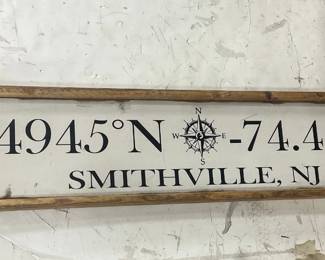 4945°N N W E S -74.4
SMITHVILLE, NJ